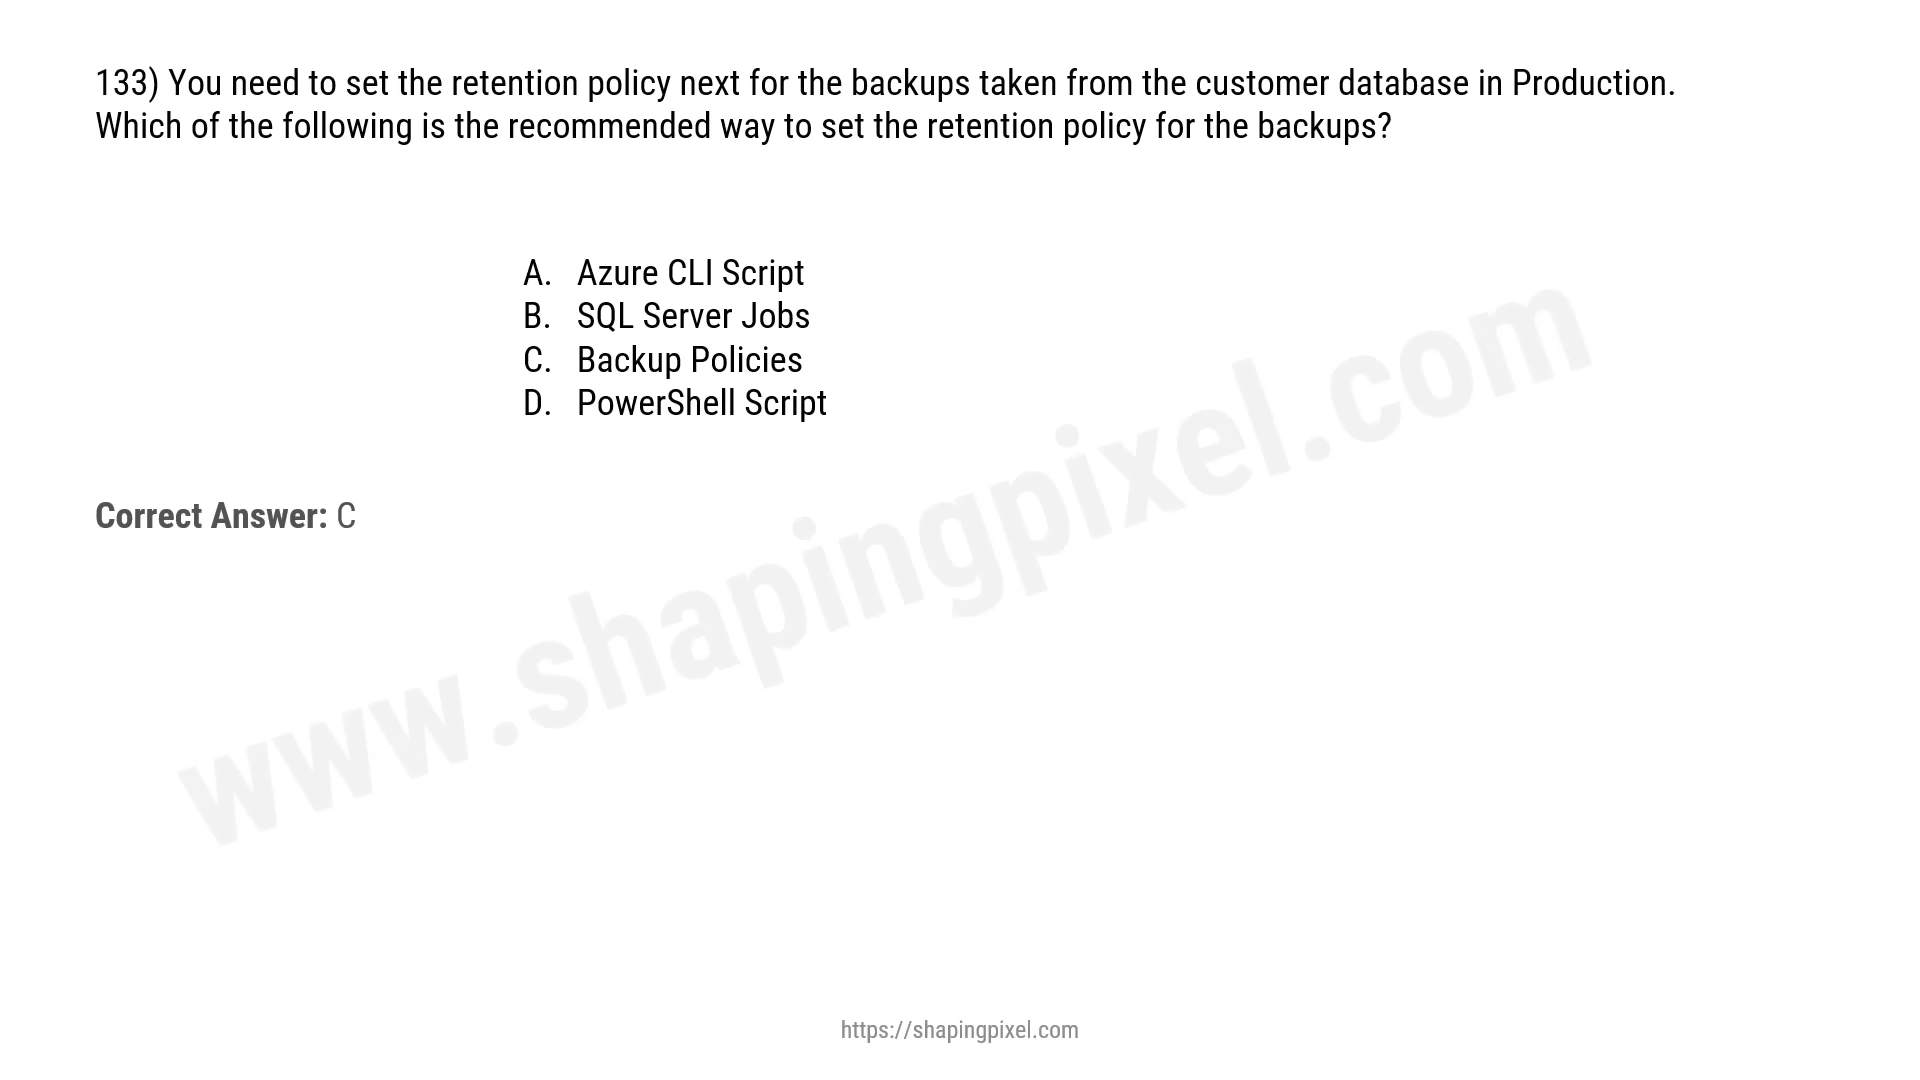 133) You need to set the retention policy next for the backups taken from the customer database in Production.
Which of the following is the recommended way to set the retention policy for the backups?
A. Azure CLI Script
B. SQL Server Jobs
C. Backup Policies
D. PowerShell Script
Correct Answer: C
www.shapingpixel.com
https://shapingpixel.com